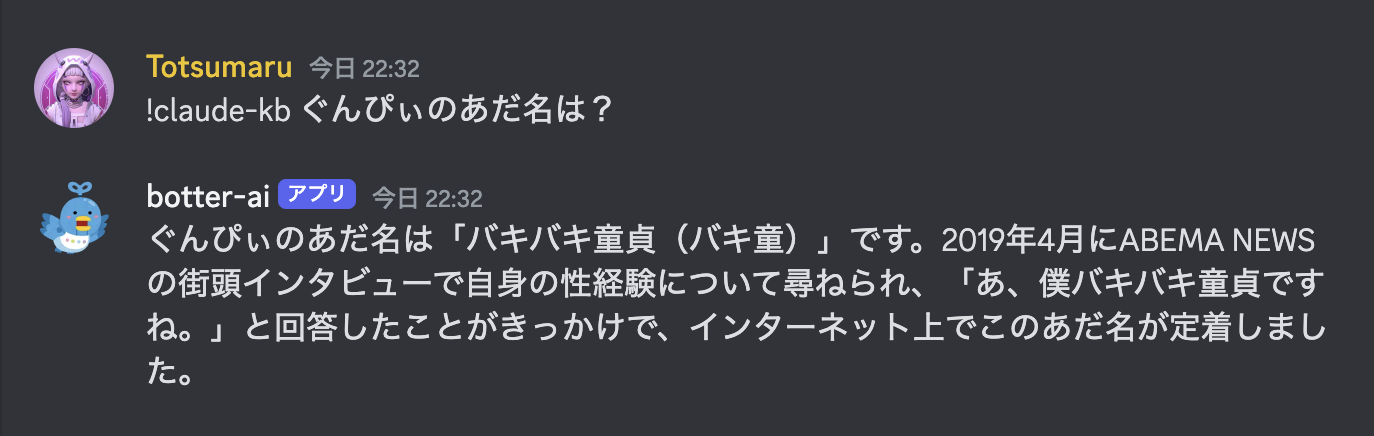 Totsumaru 今日 22:32
!claude-kb ぐんぴぃのあだ名は？
botter-ai アプリ 今日 22:32
ぐんぴぃのあだ名は「バキバキ童貞（バキ童）」です。2019年4月にABEMA NEWS
の街頭インタビューで自身の性経験について尋ねられ、「あ、僕バキバキ童貞です
ね。」と回答したことがきっかけで、インターネット上でこのあだ名が定着しまし
た。